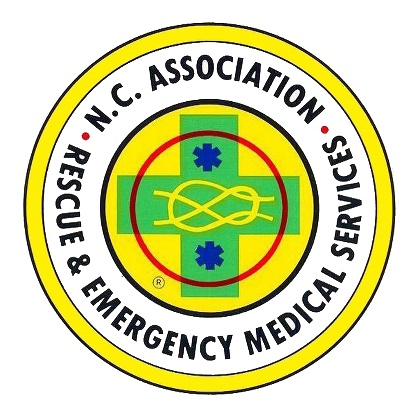 • N.C. ASSOCIATION •
RESCUE & EMERGENCY MEDICAL SERVICES
®